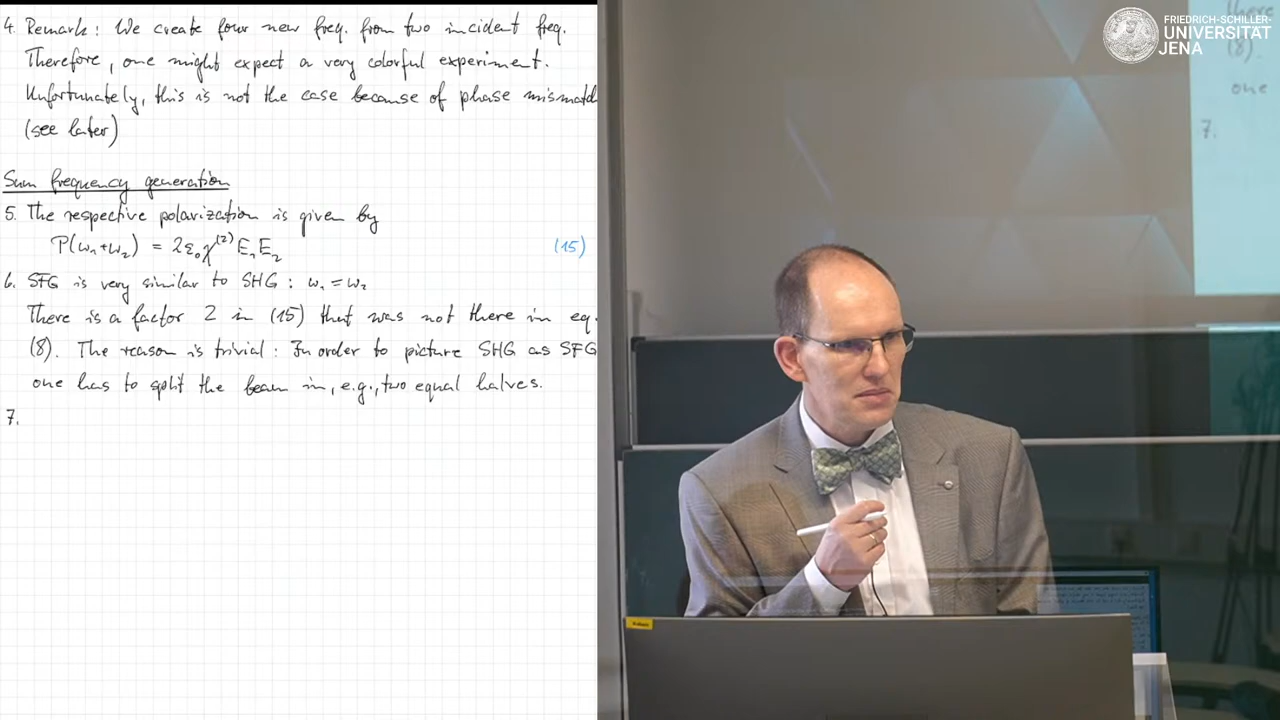 4. Remark: We create four new freq. from two incident freq.
Therefore, one might expect a very colorful experiment.
Unfortunately, this is not the case because of phase mismatch
(see later)
Sum frequency generation
5. The respective polarization is given by
P(ω₁+ω₂) = 2ε₀χ⁽²⁾E₁E₂ (15)
6. SFG is very similar to SHG: ω₁ = ω₂
There is a factor 2 in (15) that was not there in eq.
(8). The reason is trivial: In order to picture SHG as SFG
one has to split the beam in, e.g., two equal halves.
7.
FRIEDRICH-SCHILLER-
UNIVERSITÄT
JENA
there
(8).
one
7.